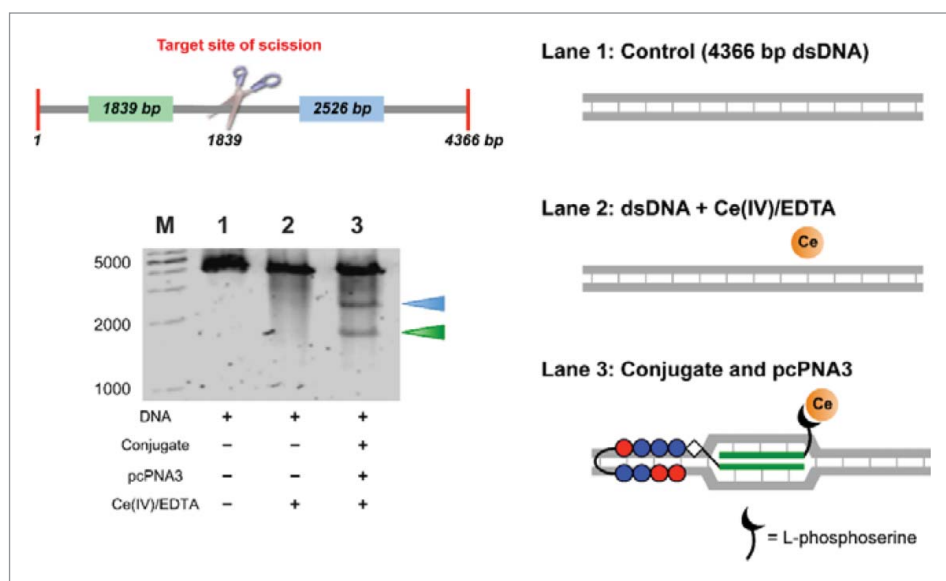 Target site of scission
1839 bp
2526 bp
1
1839
4366 bp
M 1 2 3
5000
2000
1000
DNA + + +
Conjugate – – +
pcPNA3 – – +
Ce(IV)/EDTA – + +
Lane 1: Control (4366 bp dsDNA)
Lane 2: dsDNA + Ce(IV)/EDTA
Ce
Lane 3: Conjugate and pcPNA3
Ce
= L-phosphoserine